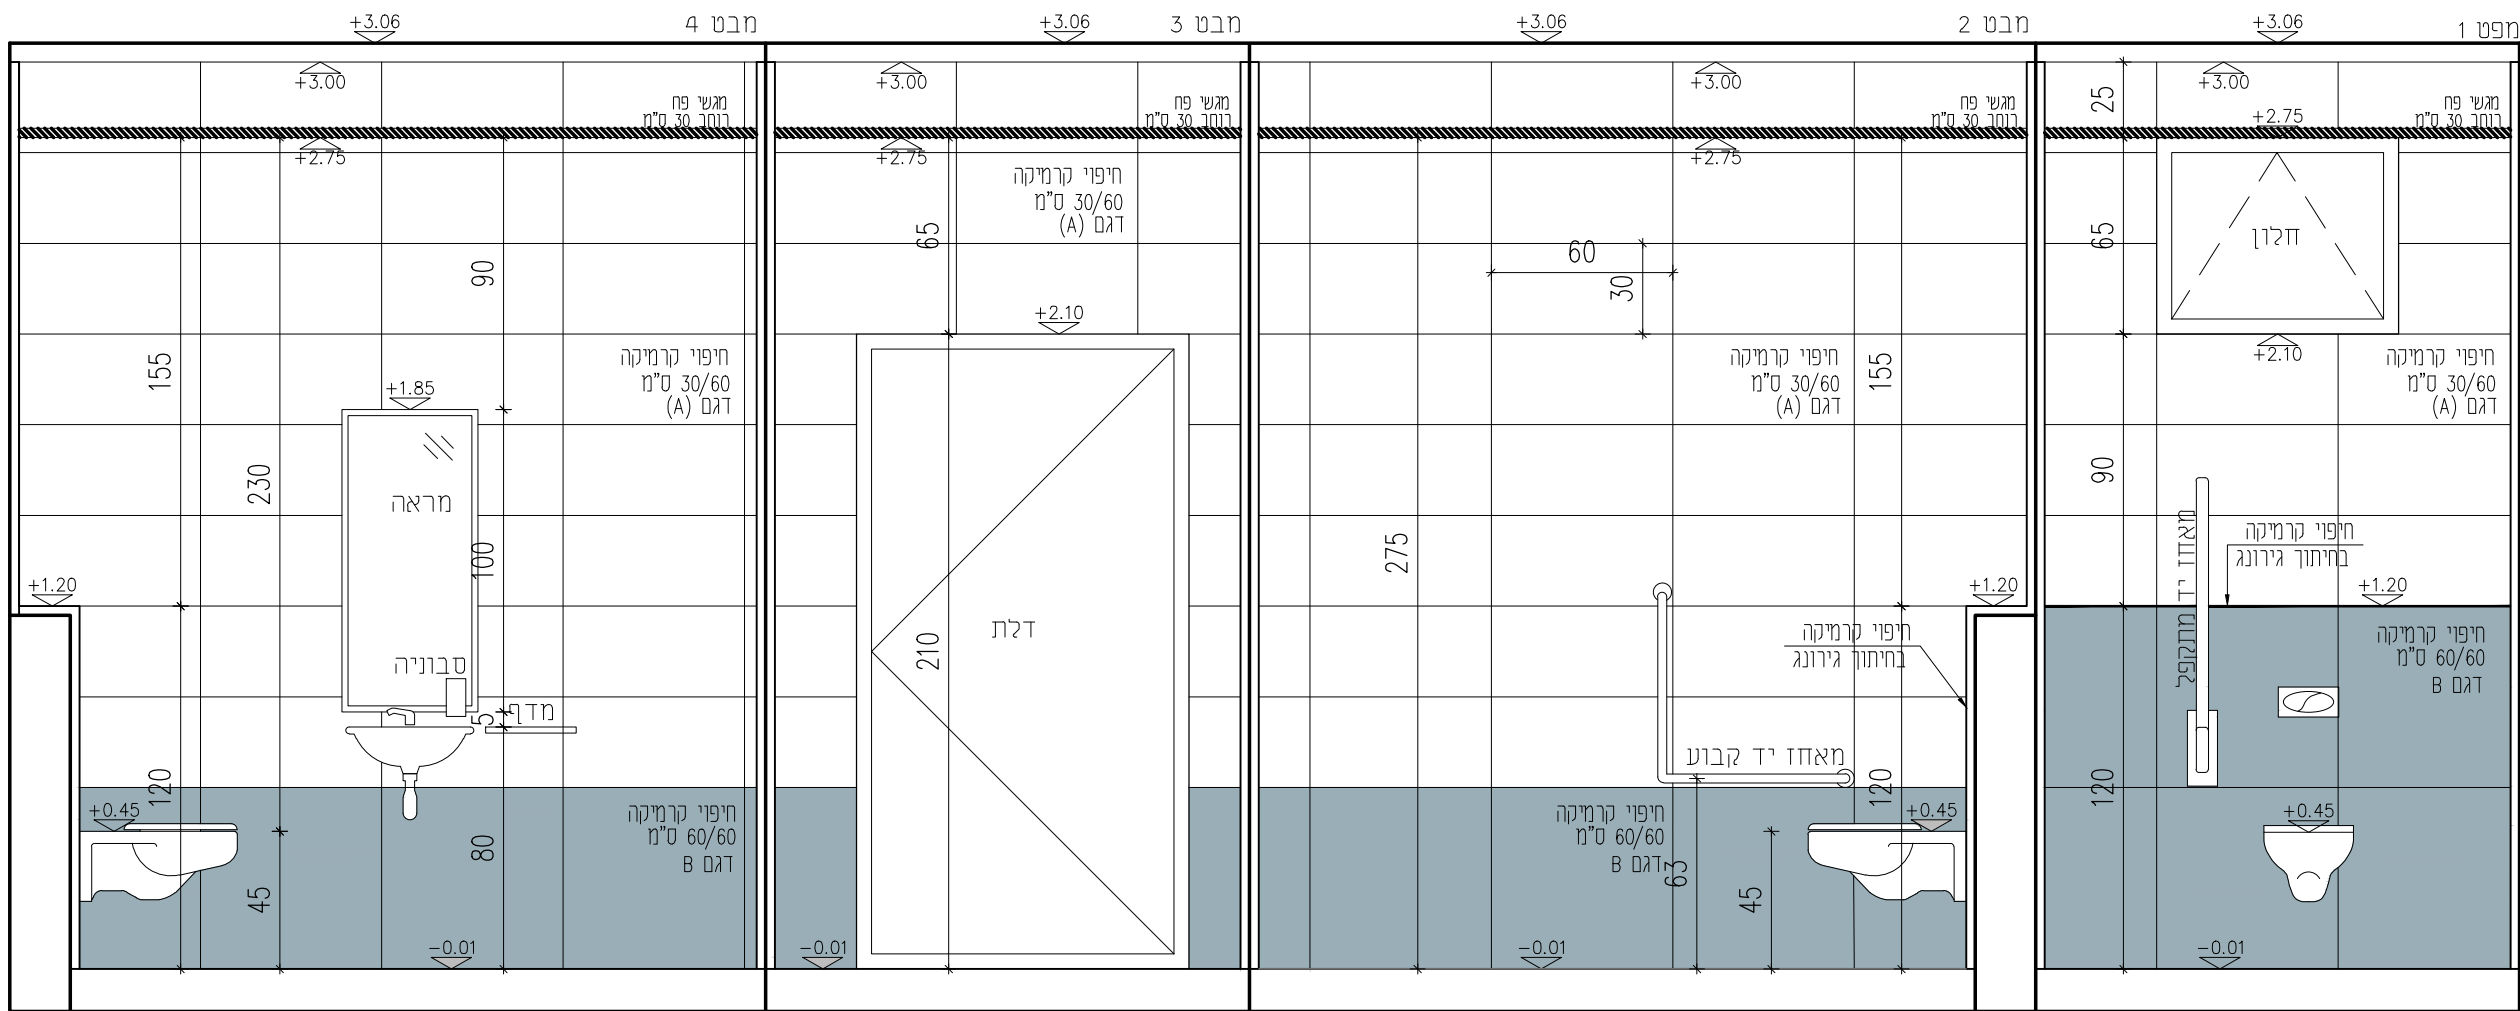 מפט 1
+3.06
+3.00
25
מגשי פח
רוחב 30 ס"מ
+2.75
65
חלון
+2.10
חיפוי קרמיקה
30/60 ס"מ
דגם (A)
90
מאחז יד מתקפל
חיפוי קרמיקה
בחיתוך גירונג
+1.20
חיפוי קרמיקה
60/60 ס"מ
דגם B
120
+0.45
-0.01
מבט 2
+3.06
+3.00
מגשי פח
רוחב 30 ס"מ
+2.75
60
30
חיפוי קרמיקה
30/60 ס"מ
דגם (A)
155
275
+1.20
חיפוי קרמיקה
בחיתוך גירונג
מאחז יד קבוע
120
חיפוי קרמיקה
60/60 ס"מ
דגם B
63
+0.45
45
-0.01
מבט 3
+3.06
+3.00
מגשי פח
רוחב 30 ס"מ
+2.75
חיפוי קרמיקה
30/60 ס"מ
דגם (A)
65
+2.10
דלת
210
-0.01
מבט 4
+3.06
+3.00
מגשי פח
רוחב 30 ס"מ
+2.75
90
155
חיפוי קרמיקה
30/60 ס"מ
דגם (A)
+1.85
230
מראה
100
+1.20
סבוניה
מדף
5
120
חיפוי קרמיקה
60/60 ס"מ
דגם B
+0.45
80
45
-0.01